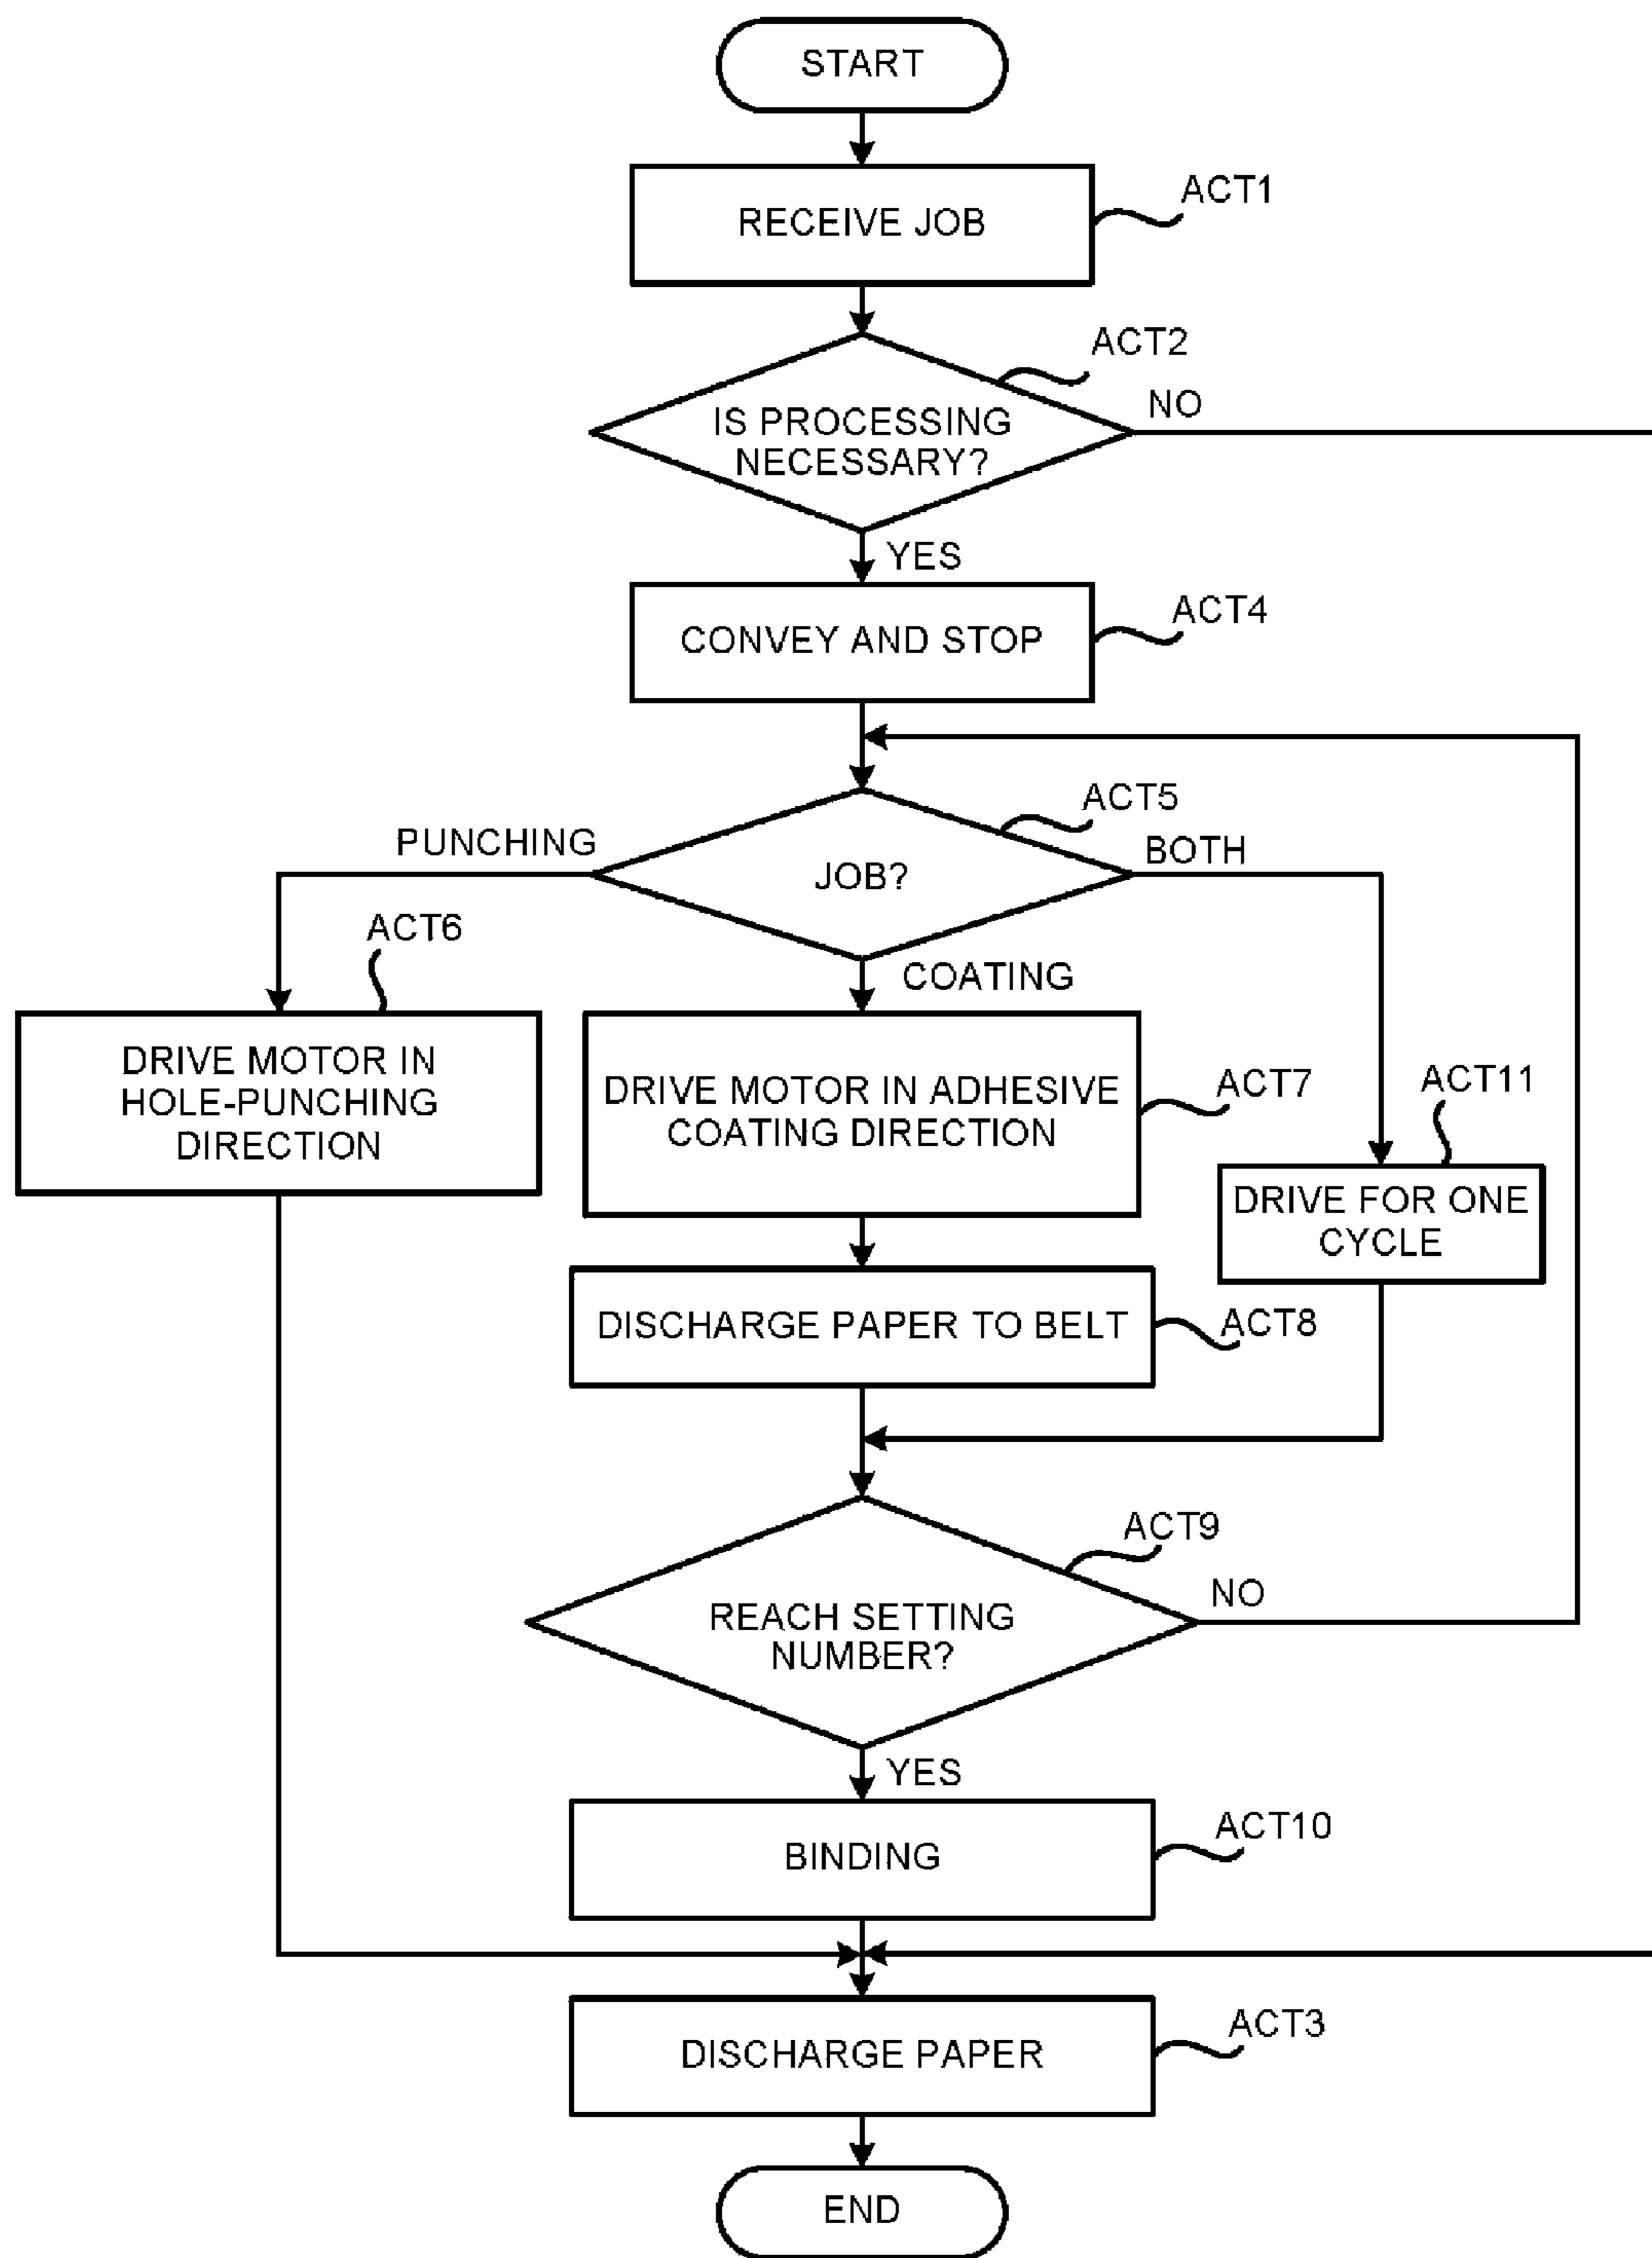 START
RECEIVE JOB
ACT1
ACT2
IS PROCESSING
NECESSARY?
NO
YES
CONVEY AND STOP
ACT4
ACT5
PUNCHING
JOB?
BOTH
ACT6
COATING
DRIVE MOTOR IN
HOLE-PUNCHING
DIRECTION
DRIVE MOTOR IN ADHESIVE
COATING DIRECTION
ACT7
ACT11
DRIVE FOR ONE
CYCLE
DISCHARGE PAPER TO BELT
ACT8
ACT9
REACH SETTING
NUMBER?
NO
YES
BINDING
ACT10
DISCHARGE PAPER
ACT3
END